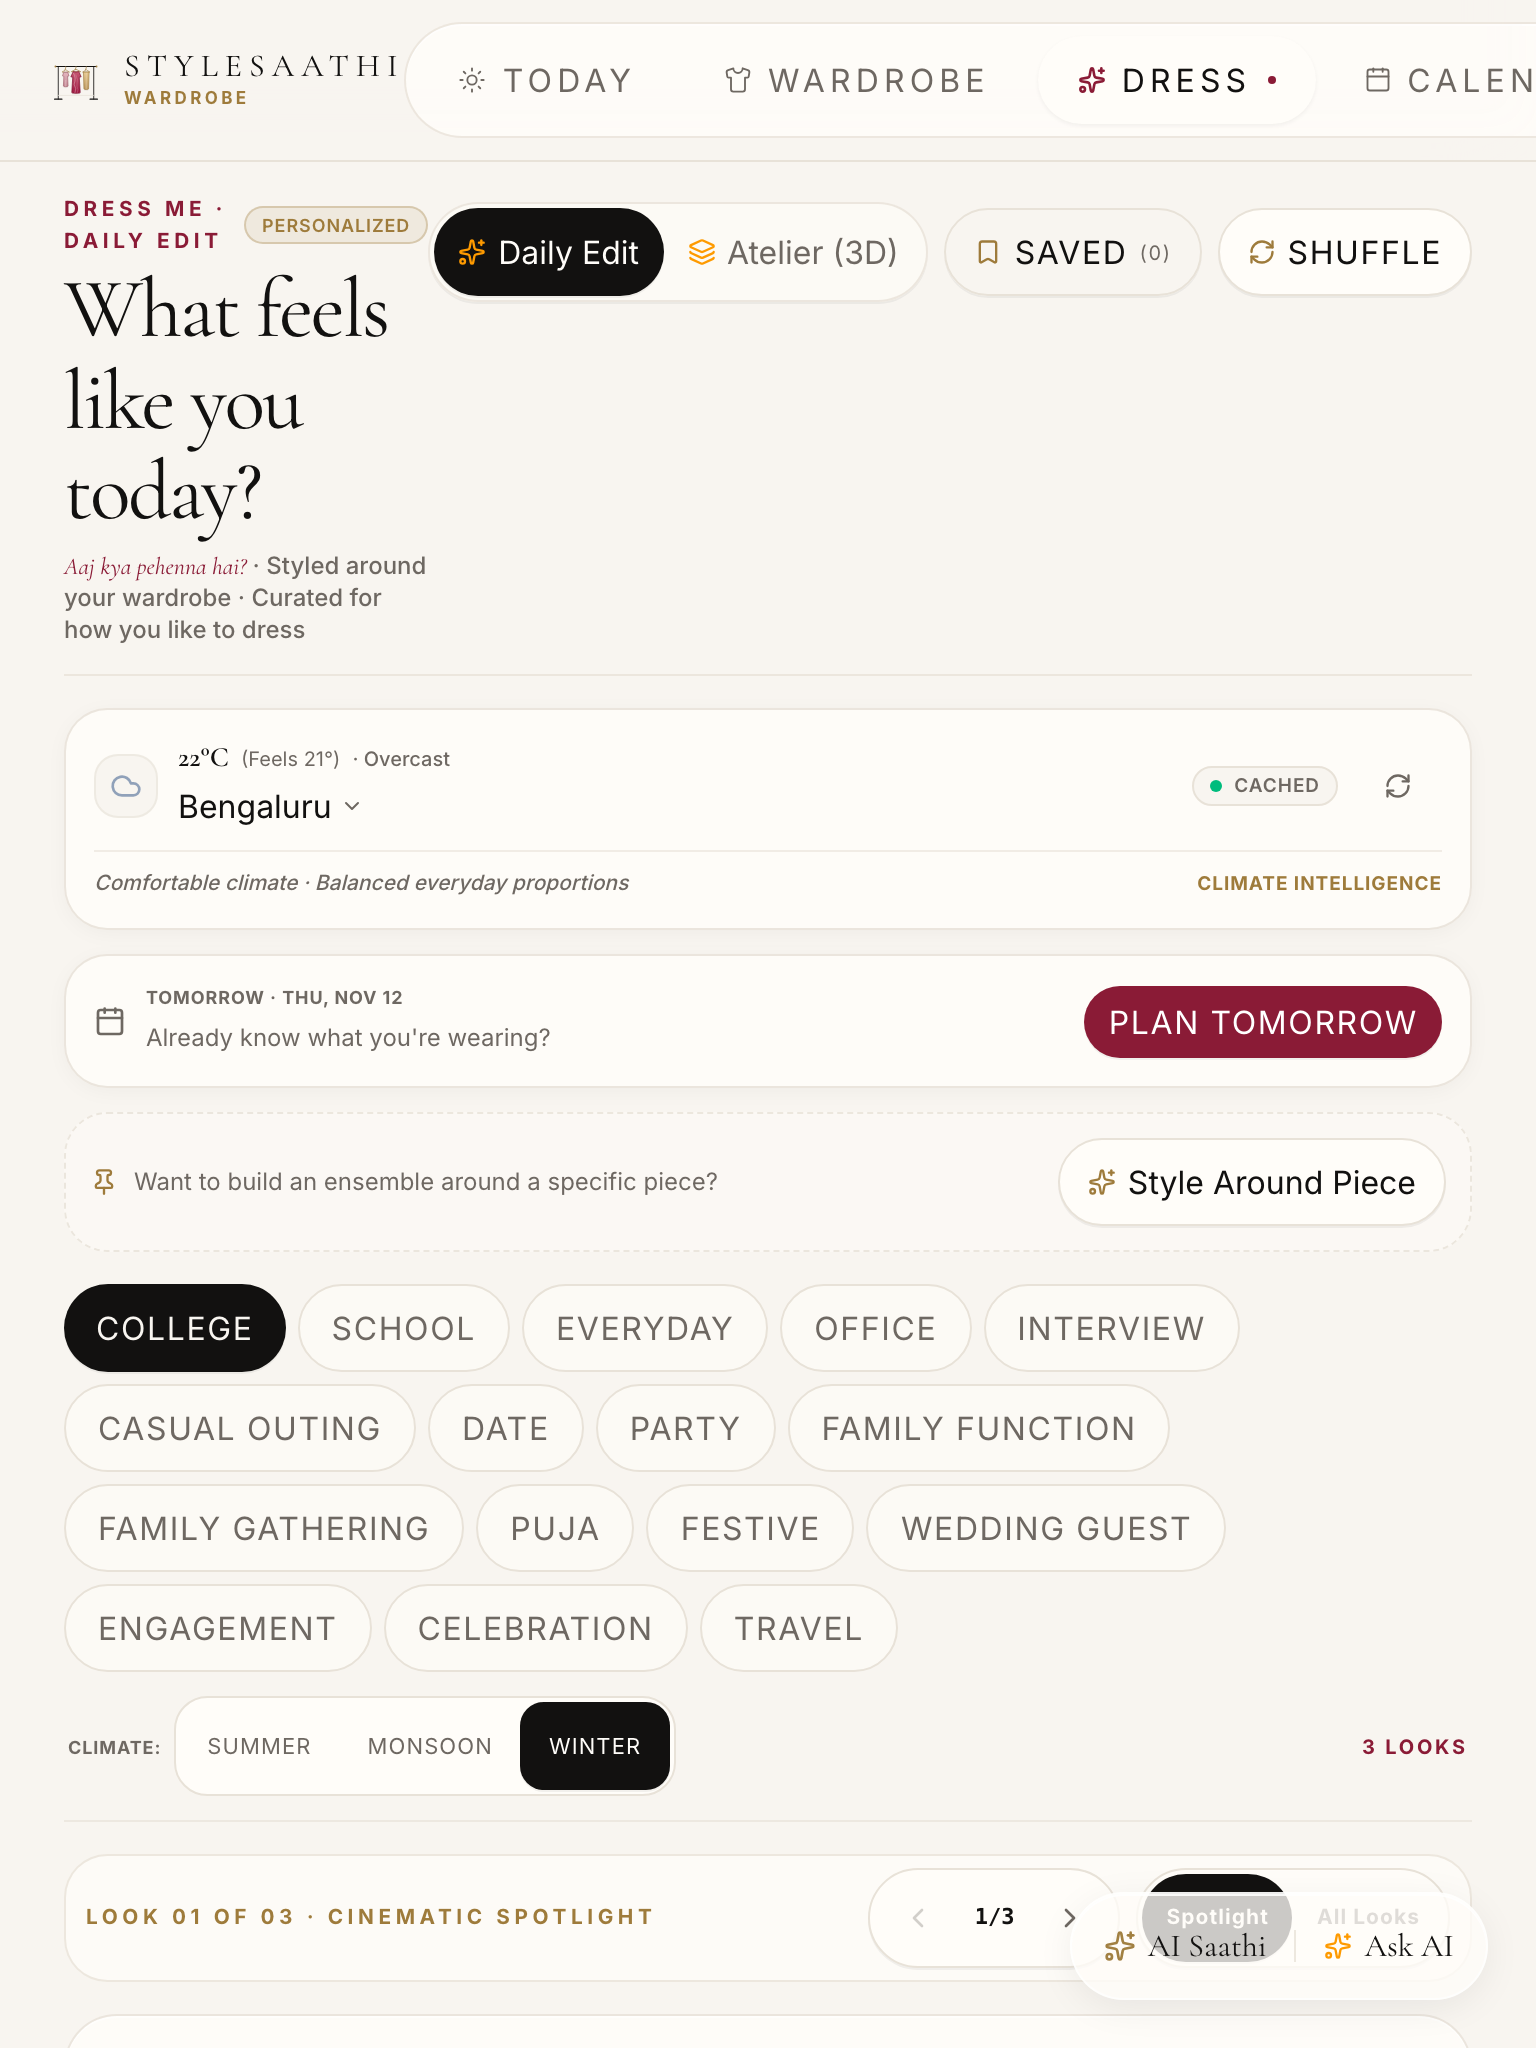 STYLESAATHI
WARDROBE
TODAY
WARDROBE
DRESS
CALEN
DRESS ME ·
DAILY EDIT
PERSONALIZED
Daily Edit
Atelier (3D)
SAVED (0)
SHUFFLE
What feels
like you
today?
Aaj kya pehenna hai? · Styled around
your wardrobe · Curated for
how you like to dress
22°C (Feels 21°) · Overcast
Bengaluru
CACHED
Comfortable climate · Balanced everyday proportions
CLIMATE INTELLIGENCE
TOMORROW · THU, NOV 12
Already know what you're wearing?
PLAN TOMORROW
Want to build an ensemble around a specific piece?
Style Around Piece
COLLEGE
SCHOOL
EVERYDAY
OFFICE
INTERVIEW
CASUAL OUTING
DATE
PARTY
FAMILY FUNCTION
FAMILY GATHERING
PUJA
FESTIVE
WEDDING GUEST
ENGAGEMENT
CELEBRATION
TRAVEL
CLIMATE:
SUMMER
MONSOON
WINTER
3 LOOKS
LOOK 01 OF 03 · CINEMATIC SPOTLIGHT
1/3
Spotlight
All Looks
AI Saathi
Ask AI